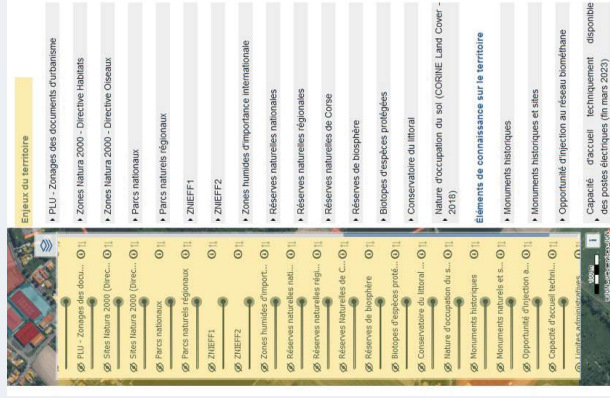 Enjeux du territoire
PLU - Zonages des documents d'urbanisme
Zones Natura 2000 - Directive Habitats
Zones Natura 2000 - Directive Oiseaux
Parcs nationaux
Parcs naturels régionaux
ZNIEFF1
ZNIEFF2
Zones humides d'importance internationale
Réserves naturelles nationales
Réserves naturelles régionales
Réserves naturelles de Corse
Réserves de biosphère
Biotopes d'espèces protégées
Conservatoire du littoral
Nature d'occupation du sol (CORINE Land Cover -
2018)
Éléments de connaissance sur le territoire
Monuments historiques
Monuments historiques et sites
Opportunité d'injection au réseau biométhane
Capacité d'accueil techniquement disponible
des postes électriques (fin mars 2023)
PLU - Zonages des docu...
Sites Natura 2000 (Direc...
Sites Natura 2000 (Direc...
Parcs nationaux
Parcs naturels régionaux
ZNIEFF1
ZNIEFF2
Zones humides d'import...
Réserves naturelles nati...
Réserves naturelles régi...
Réserves naturelles de C...
Réserves de biosphère
Biotopes d'espèces proté...
Conservatoire du littoral ...
Nature d'occupation du s...
Monuments historiques
Monuments naturels et s...
Opportunité d'injection a...
Capacité d'accueil techni...
Limites administratives